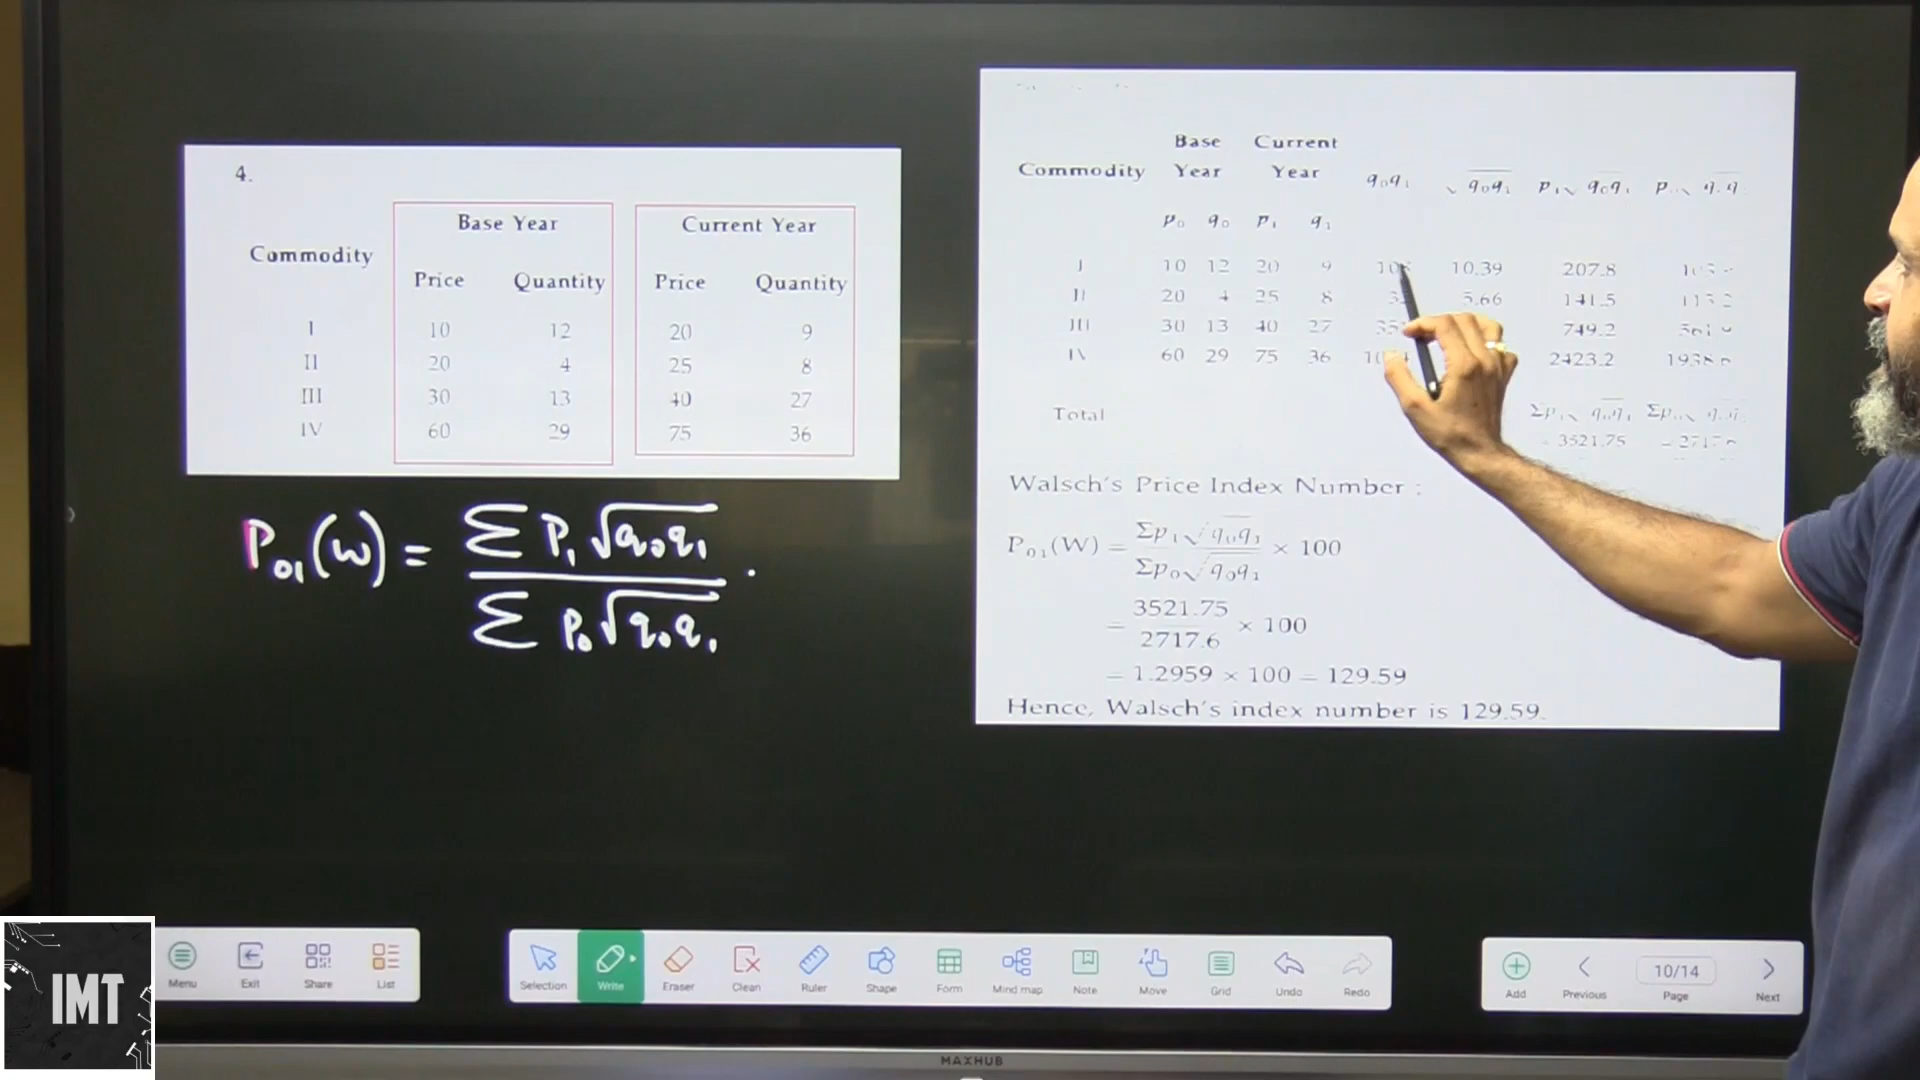 4.
Base Year Current Year
Commodity
Price Quantity Price Quantity
I 10 12 20 9
II 20 4 25 8
III 30 13 40 27
IV 60 29 75 36
P₀₁(W) = Σ P₁√q₀q₁
Σ P₀√q₀q₁ .
Base Current
Commodity Year Year q₀q₁ √q₀q₁ p₁√q₀q₁
p₀ q₀ p₁ q₁
I 10 12 20 9 10.39 207.8
II 20 4 25 8 5.66 141.5
III 30 13 40 27 749.2
IV 60 29 75 36 2423.2
Total Σp₁√q₀q₁
= 3521.75
Walsch's Price Index Number :
P₀₁(W) = Σp₁√q₀q₁ × 100
Σp₀√q₀q₁
= 3521.75 × 100
2717.6
= 1.2959 × 100 = 129.59
Hence, Walsch's index number is 129.59.
IMT
Menu Exit Share List
Selection Write Eraser Clean Ruler Shape Form Mind map Note Move Grid Undo Redo
10/14
Add Previous Page Next
MAXHUB